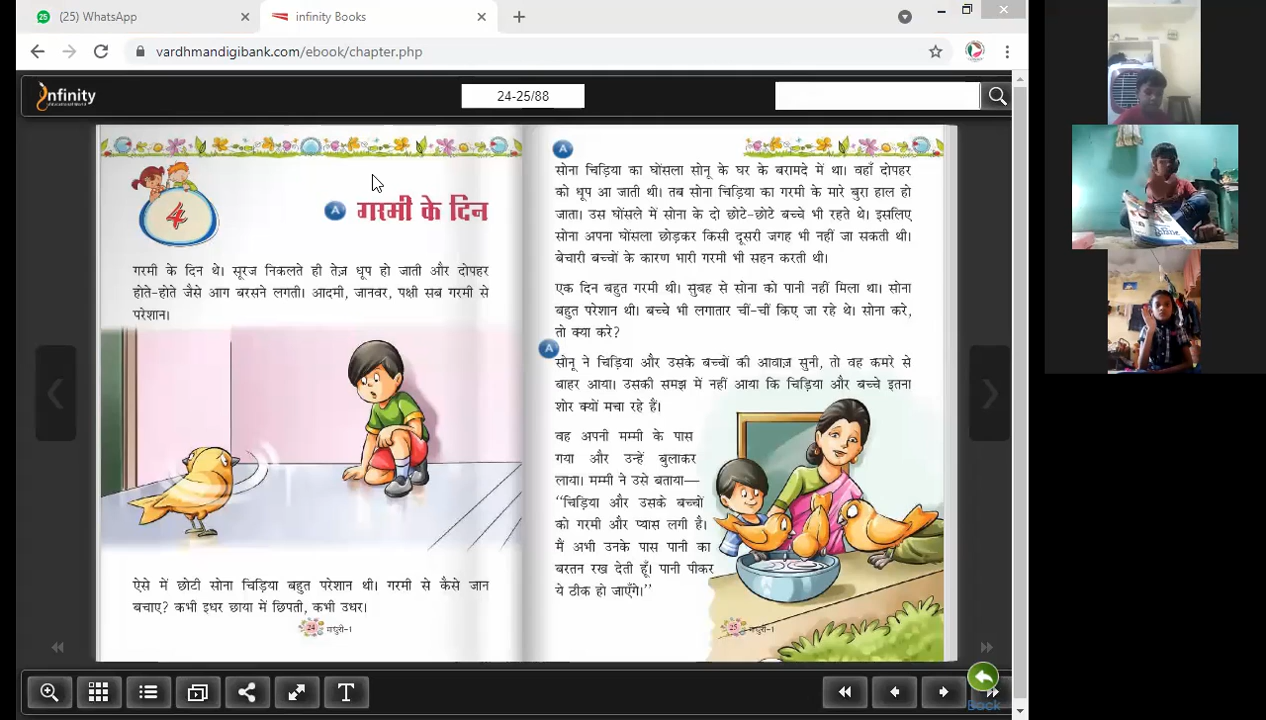 (25) WhatsApp
infinity Books
25
vardhmandigibank.com/ebook/chapter.php
infinity
24-25/88
4
A
गरमी के दिन
गरमी के दिन थे। सूरज निकलते ही तेज़ धूप हो जाती और दोपहर
होते-होते जैसे आग बरसने लगती। आदमी, जानवर, पक्षी सब गरमी से
परेशान।
ऐसे में छोटी सोना चिड़िया बहुत परेशान थी। गरमी से कैसे जान
बचाए? कभी इधर छाया में छिपती, कभी उधर।
24 माधुरी-1
A
सोना चिड़िया का घोंसला सोनू के घर के बरामदे में था। वहाँ दोपहर
को धूप आ जाती थी। तब सोना चिड़िया का गरमी के मारे बुरा हाल हो
जाता। उस घोंसले में सोना के दो छोटे-छोटे बच्चे भी रहते थे। इसलिए
सोना अपना घोंसला छोड़कर किसी दूसरी जगह भी नहीं जा सकती थी।
बेचारी बच्चों के कारण भारी गरमी भी सहन करती थी।
एक दिन बहुत गरमी थी। सुबह से सोना को पानी नहीं मिला था। सोना
बहुत परेशान थी। बच्चे भी लगातार चीं-चीं किए जा रहे थे। सोना करे,
तो क्या करे?
A
सोनू ने चिड़िया और उसके बच्चों की आवाज़ सुनी, तो वह कमरे से
बाहर आया। उसकी समझ में नहीं आया कि चिड़िया और बच्चे इतना
शोर क्यों मचा रहे हैं।
वह अपनी मम्मी के पास
गया और उन्हें बुलाकर
लाया। मम्मी ने उसे बताया—
“चिड़िया और उसके बच्चों
को गरमी और प्यास लगी है।
मैं अभी उनके पास पानी का
बरतन रख देती हूँ। पानी पीकर
ये ठीक हो जाएँगे।”
25 माधुरी-1
T
Back